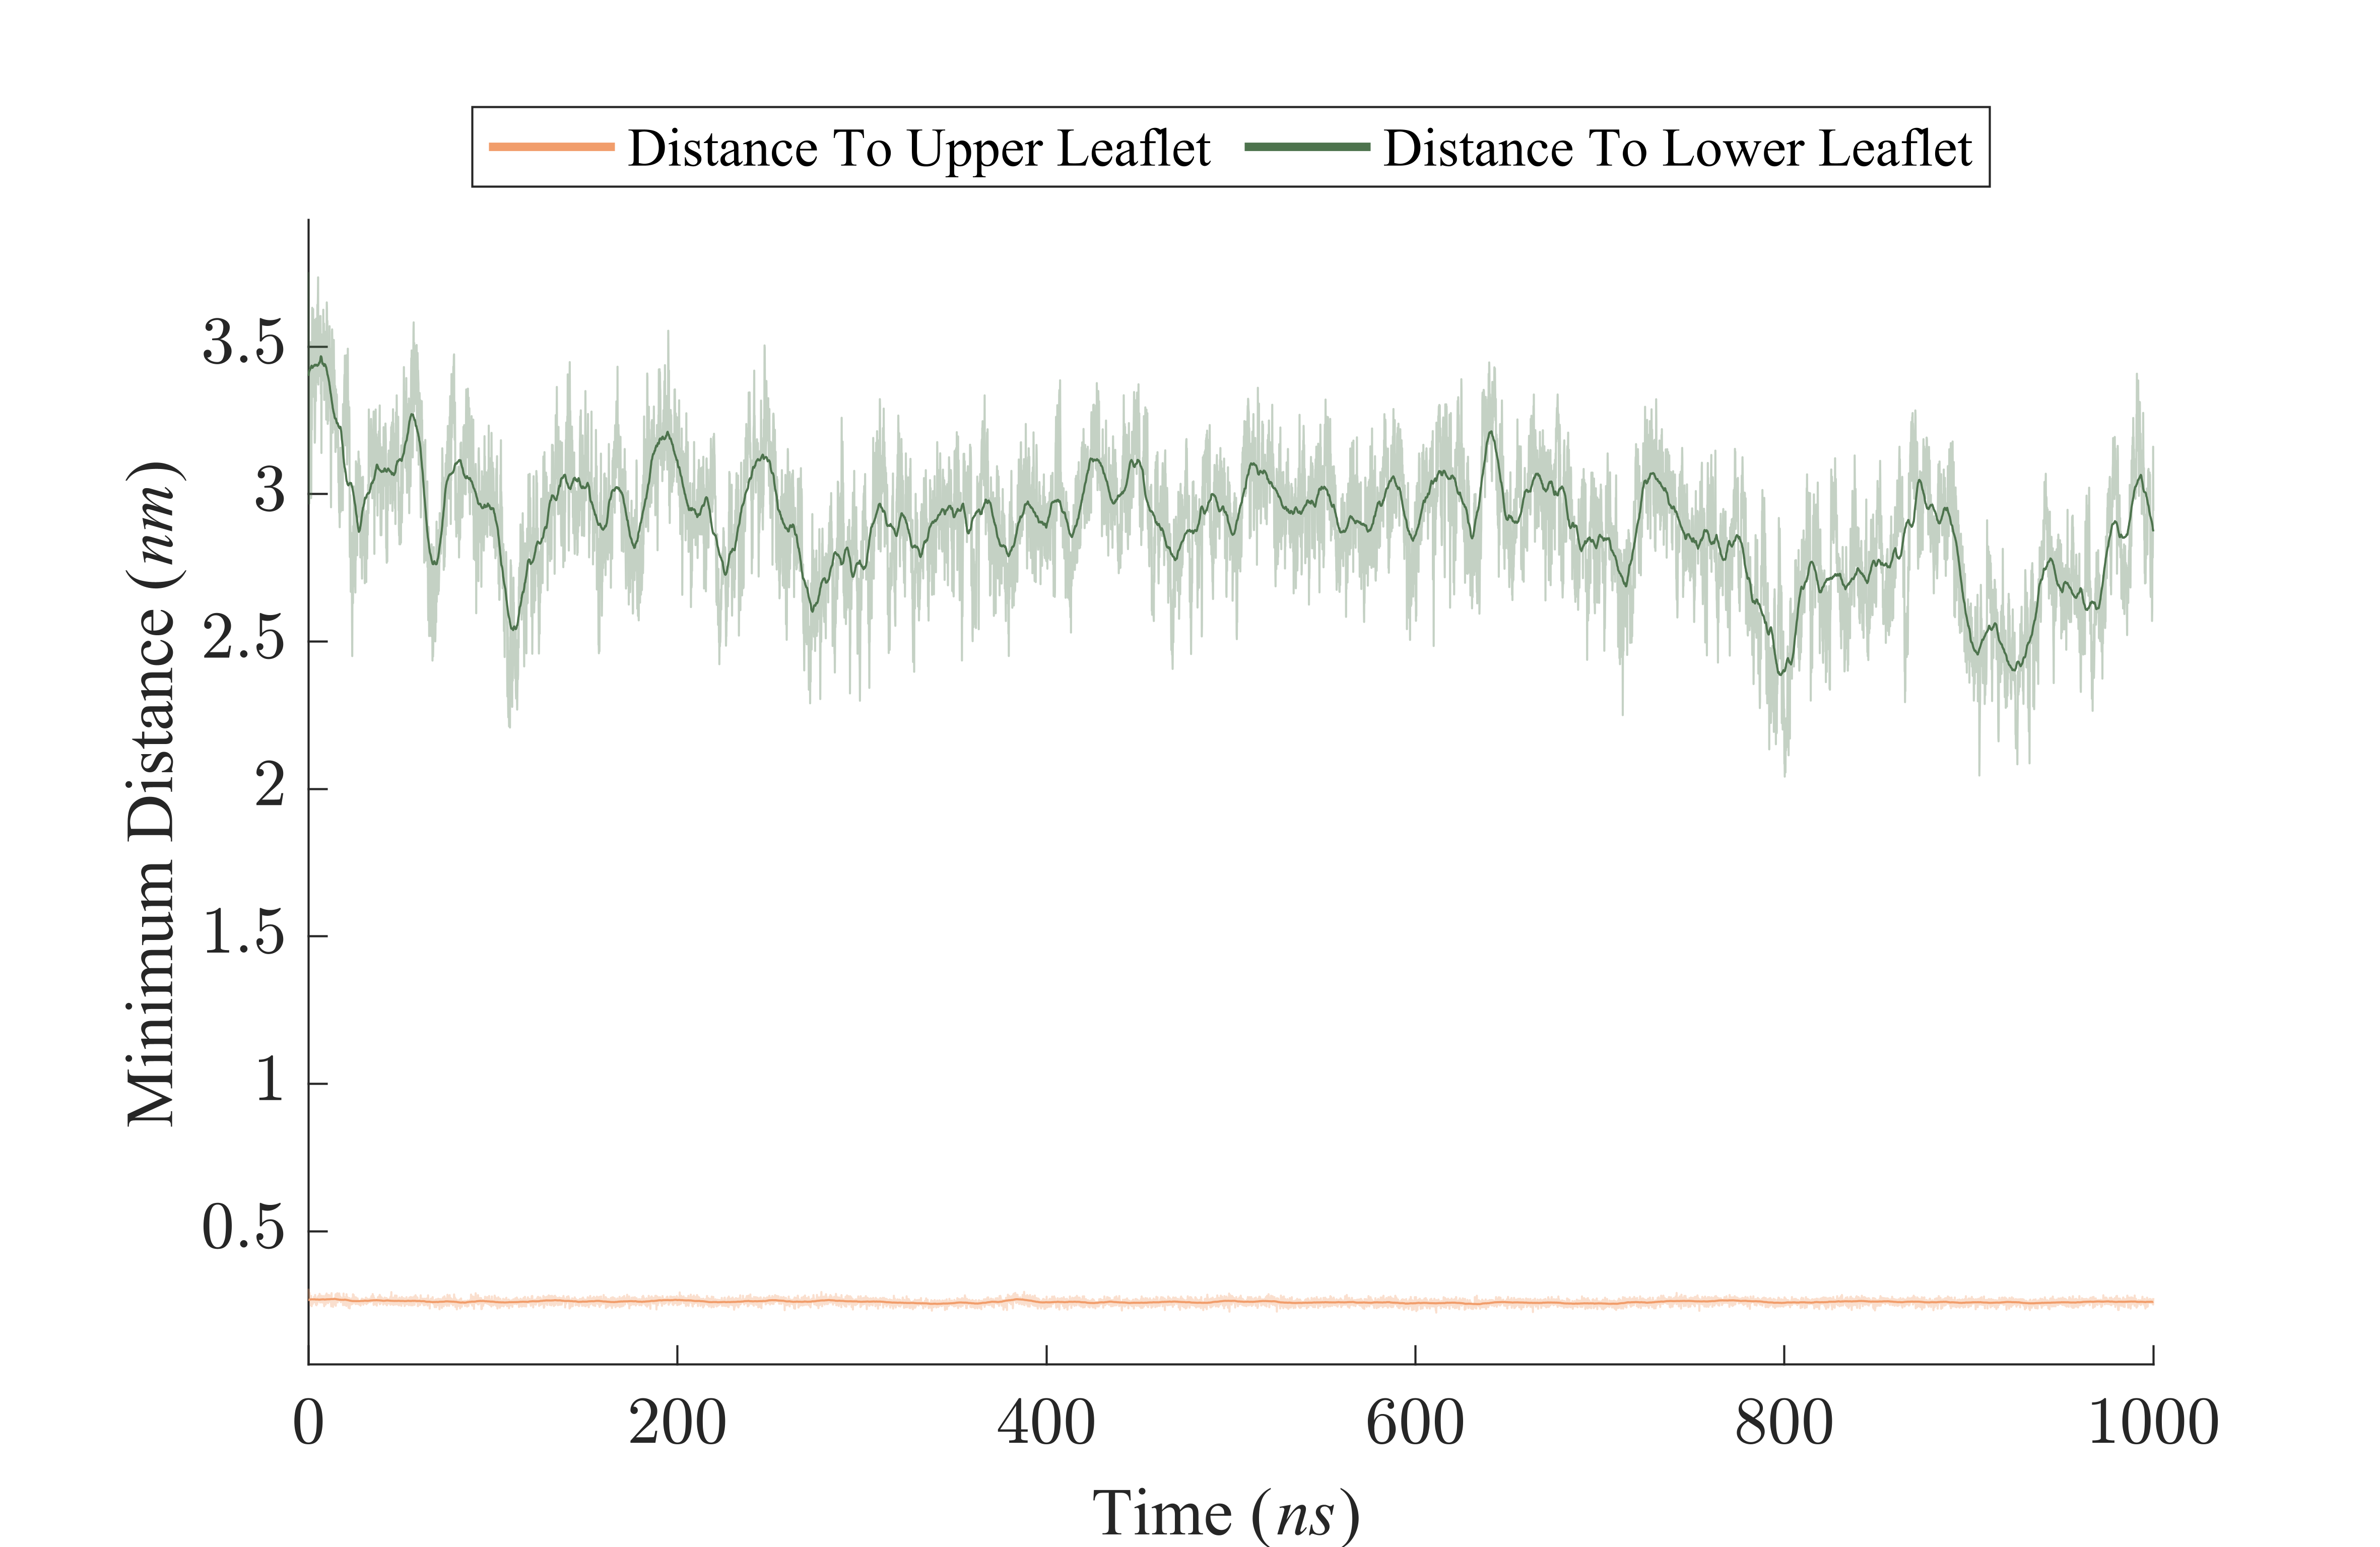 Distance To Upper Leaflet Distance To Lower Leaflet
Minimum Distance (nm)
3.5
3
2.5
2
1.5
1
0.5
0 200 400 600 800 1000
Time (ns)